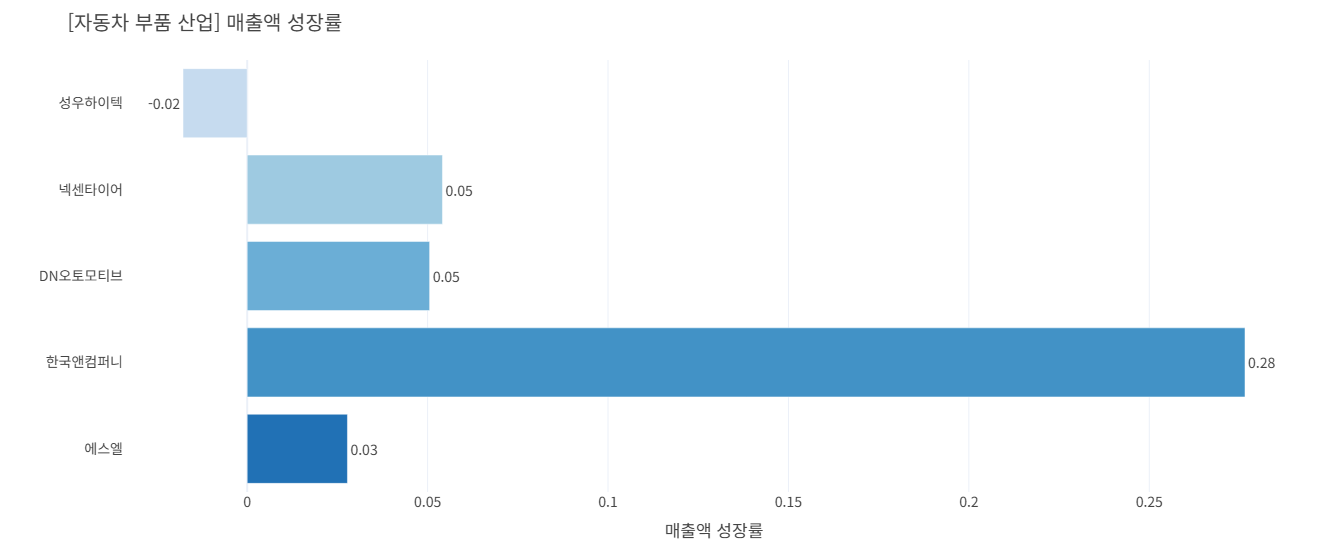 [자동차 부품 산업] 매출액 성장률
성우하이텍 -0.02
넥센타이어 0.05
DN오토모티브 0.05
한국앤컴퍼니 0.28
에스엘 0.03
0 0.05 0.1 0.15 0.2 0.25
매출액 성장률